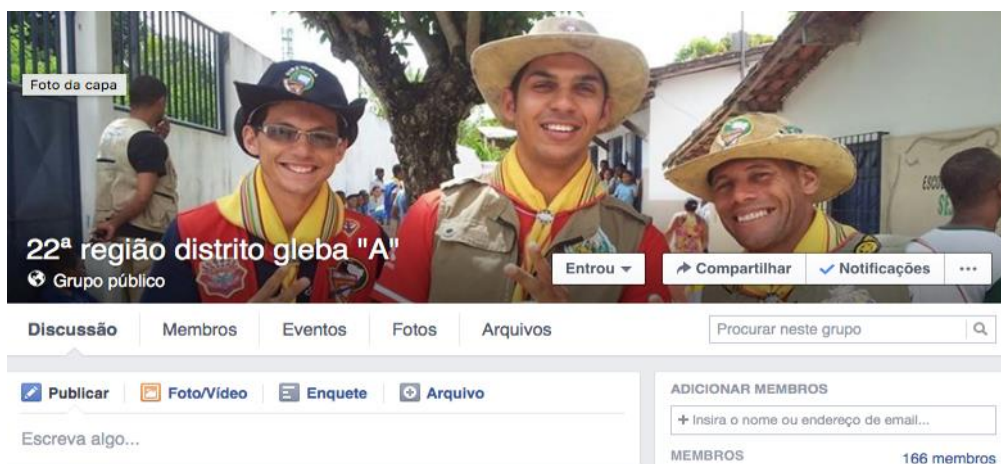 Foto da capa
22ª região distrito gleba "A"
Grupo público
Entrou
Compartilhar
Notificações
Discussão
Membros
Eventos
Fotos
Arquivos
Procurar neste grupo
Publicar
Foto/Vídeo
Enquete
Arquivo
Escreva algo...
ADICIONAR MEMBROS
+ Insira o nome ou endereço de email...
MEMBROS
166 membros